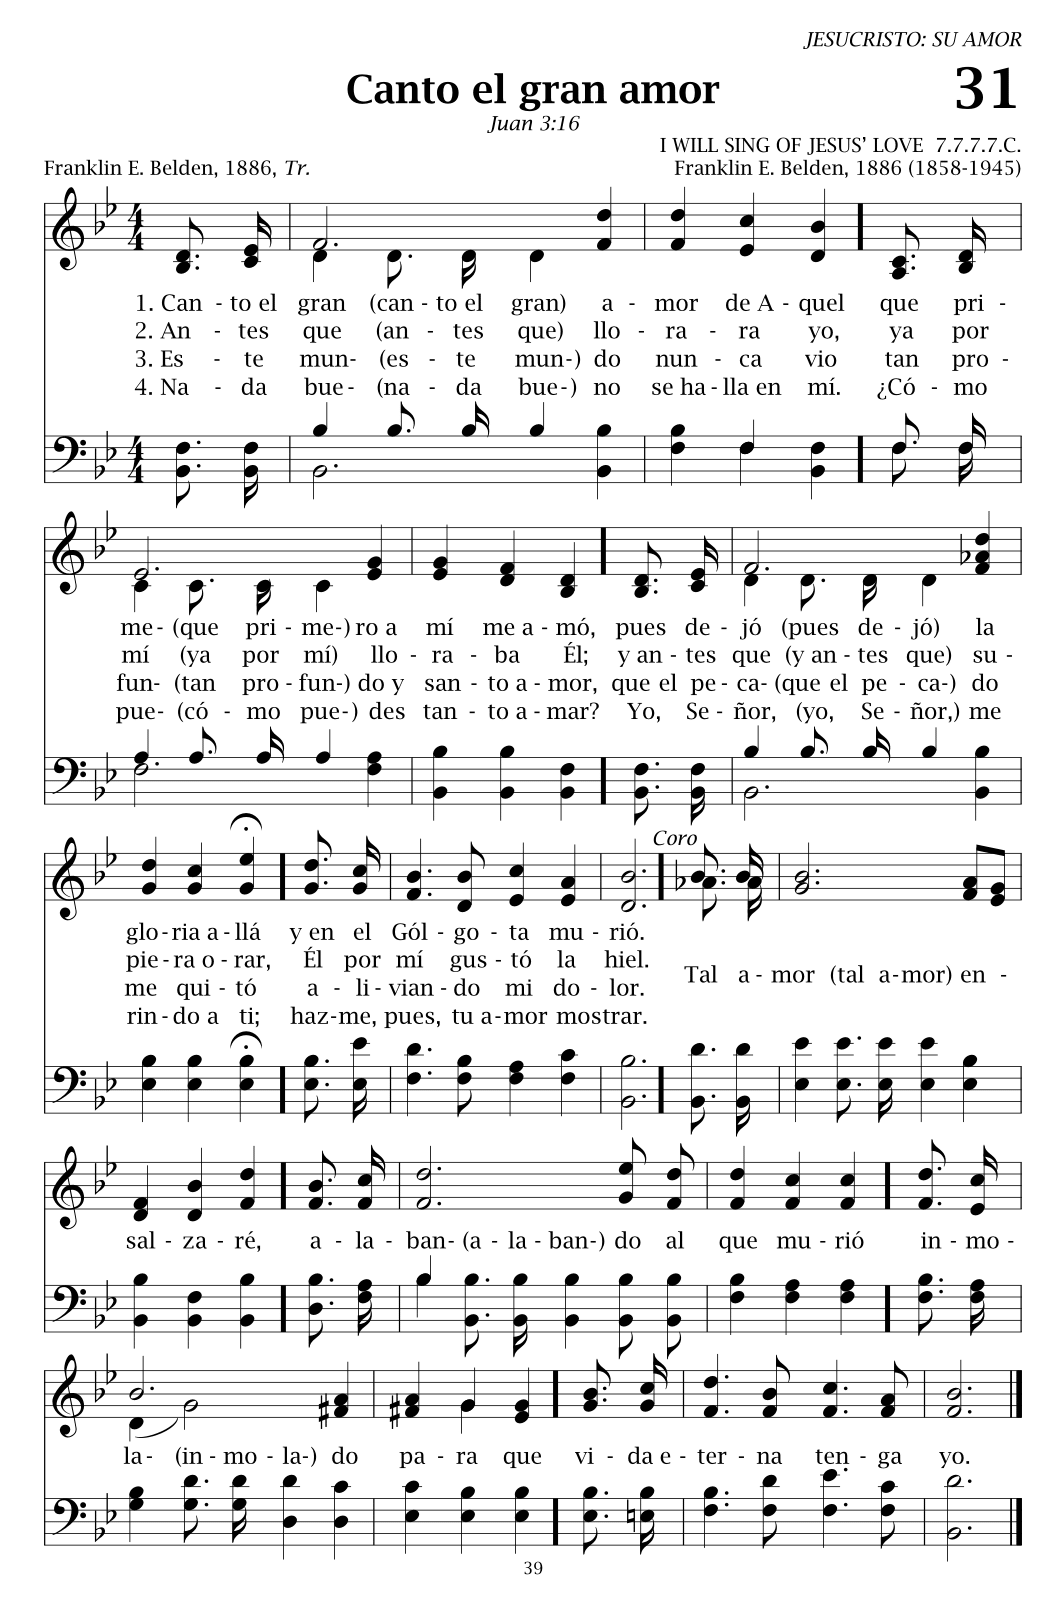 JESUCRISTO: SU AMOR
Canto el gran amor 31
Juan 3:16
I WILL SING OF JESUS’ LOVE 7.7.7.7.C.
Franklin E. Belden, 1886, Tr. Franklin E. Belden, 1886 (1858-1945)
1. Can - to el gran (can - to el gran) a - mor de A - quel que pri -
2. An - tes que (an - tes que) llo - ra - ra yo, ya por
3. Es - te mun- (es - te mun-) do nun - ca vio tan pro -
4. Na - da bue- (na - da bue-) no se ha - lla en mí. ¿Có - mo
me- (que pri - me-) ro a mí me a - mó, pues de - jó (pues de - jó) la
mí (ya por mí) llo - ra - ba Él; y an - tes que (y an - tes que) su -
fun- (tan pro - fun-) do y san - to a - mor, que el pe - ca- (que el pe - ca-) do
pue- (có - mo pue-) des tan - to a - mar? Yo, Se - ñor, (yo, Se - ñor,) me
Coro
glo - ria a - llá y en el Gól - go - ta mu - rió.
pie - ra o - rar, Él por mí gus - tó la hiel.
Tal a - mor (tal a - mor) en -
me qui - tó a - li - vian - do mi do - lor.
rin - do a ti; haz - me, pues, tu a - mor mostrar.
sal - za - ré, a - la - ban- (a - la - ban-) do al que mu - rió in - mo -
la- (in - mo - la-) do pa - ra que vi - da e - ter - na ten - ga yo.
39